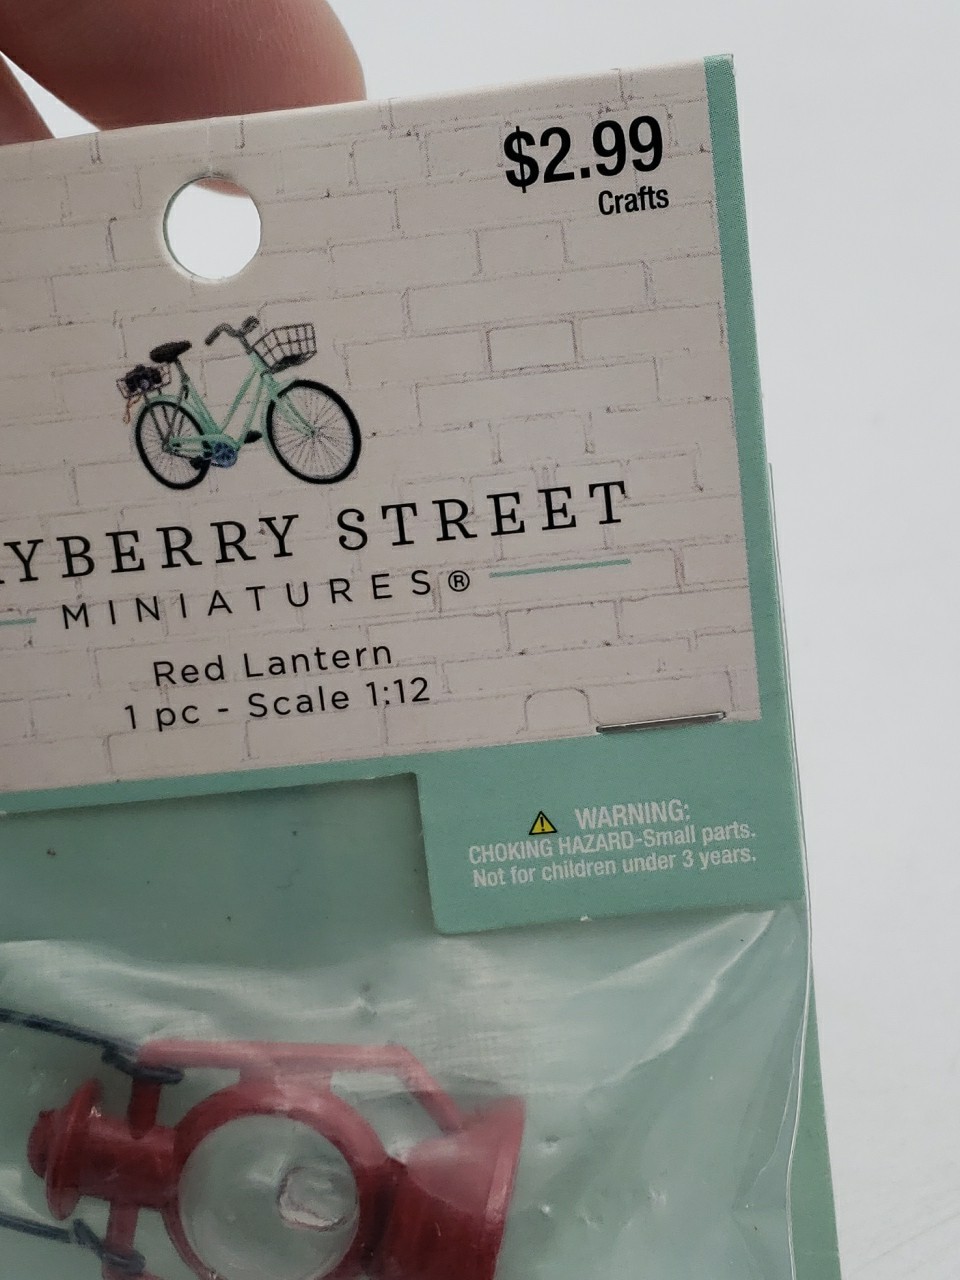 $2.99
Crafts
AYBERRY STREET
MINIATURES®
Red Lantern
1 pc - Scale 1:12
WARNING:
CHOKING HAZARD-Small parts.
Not for children under 3 years.